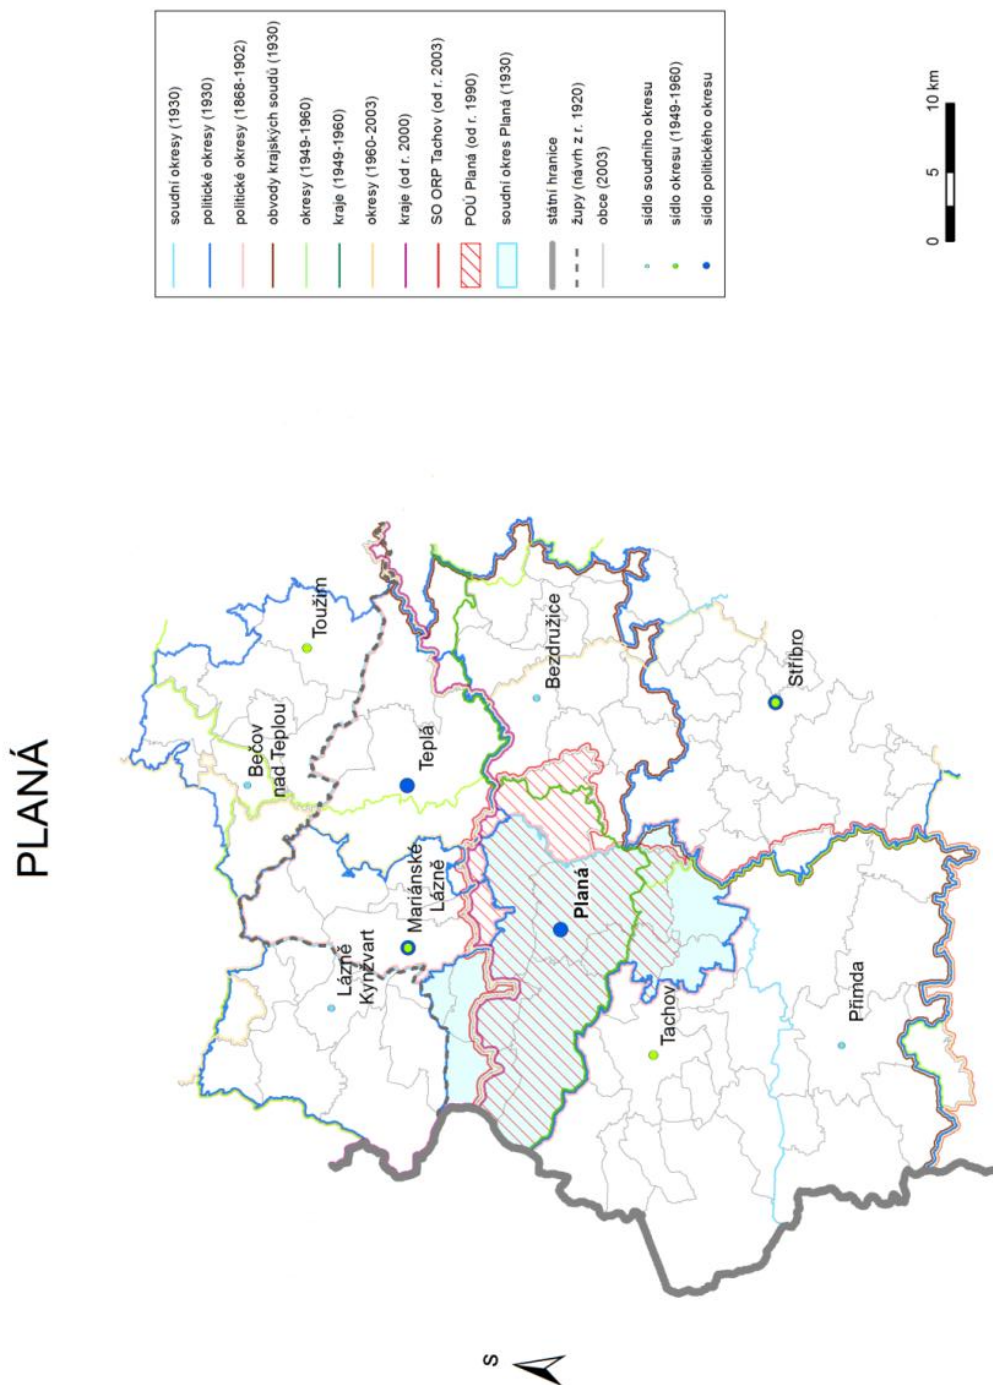 PLANÁ
soudní okresy (1930)
politické okresy (1930)
politické okresy (1868-1902)
obvody krajských soudů (1930)
okresy (1949-1960)
kraje (1949-1960)
okresy (1960-2003)
kraje (od r. 2000)
SO ORP Tachov (od r. 2003)
POÚ Planá (od r. 1990)
soudní okres Planá (1930)
státní hranice
župy (návrh z r. 1920)
obce (2003)
sídlo soudního okresu
sídlo okresu (1949-1960)
sídlo politického okresu
0 5 10 km
Toužim
Bečov
nad Teplou
Teplá
Lázně
Kynžvart
Mariánské
Lázně
Bezdružice
Planá
Tachov
Stříbro
Přimda
S